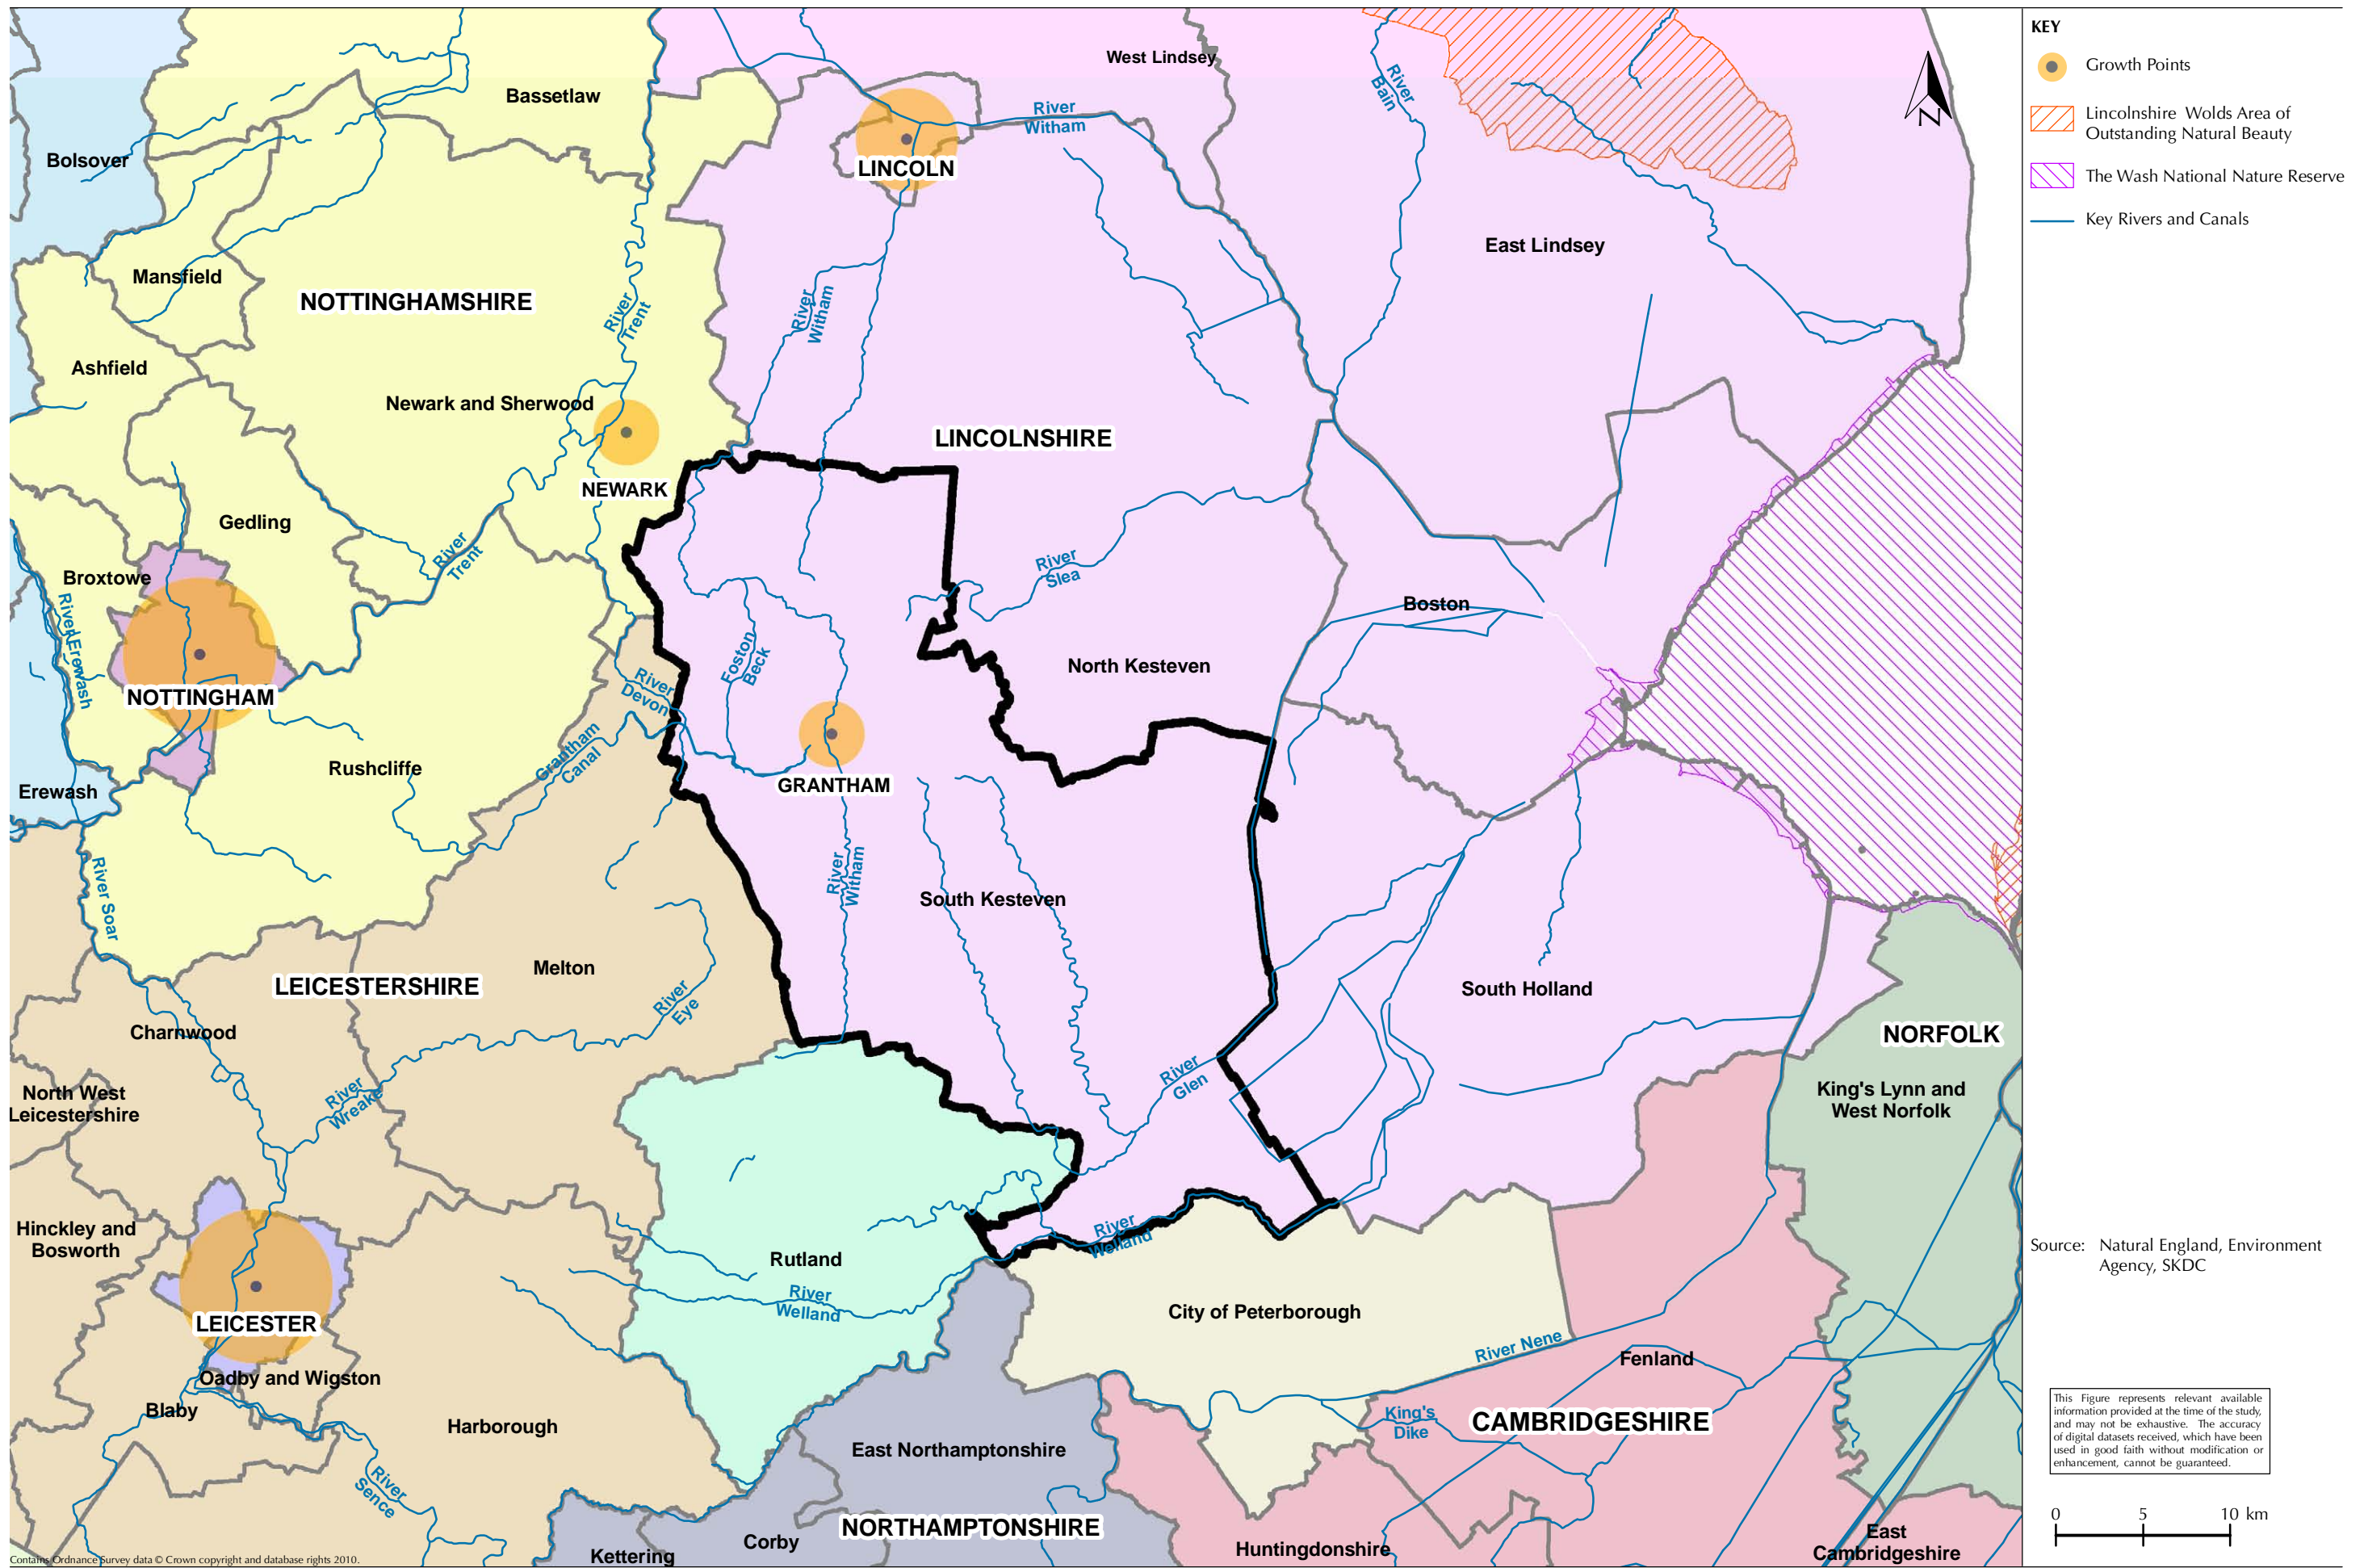 West Lindsey
Bassetlaw
River
Bain
River
Witham
Bolsover
LINCOLN
East Lindsey
Mansfield
NOTTINGHAMSHIRE
River
Trent
River
Witham
Ashfield
Newark and Sherwood
LINCOLNSHIRE
NEWARK
Gedling
River
Trent
River
Slea
Broxtowe
River Erewash
Boston
Foston
Beck
North Kesteven
River
Devon
NOTTINGHAM
Grantham
Canal
Rushcliffe
GRANTHAM
Erewash
River Soar
River
Witham
South Kesteven
Melton
LEICESTERSHIRE
River
Eye
South Holland
Charnwood
NORFOLK
River
Glen
North West
Leicestershire
River
Wreake
King's Lynn and
West Norfolk
Hinckley and
Bosworth
River
Welland
Rutland
River
Welland
City of Peterborough
LEICESTER
River Nene
Fenland
Oadby and Wigston
Blaby
Harborough
King's
Dike
CAMBRIDGESHIRE
East Northamptonshire
River
Sence
NORTHAMPTONSHIRE
Corby
Kettering
Huntingdonshire
East
Cambridgeshire
Contains Ordnance Survey data © Crown copyright and database rights 2010.
KEY
Growth Points
Lincolnshire Wolds Area of
Outstanding Natural Beauty
The Wash National Nature Reserve
Key Rivers and Canals
N
Source: Natural England, Environment
Agency, SKDC
This Figure represents relevant available
information provided at the time of the study,
and may not be exhaustive. The accuracy
of digital datasets received, which have been
used in good faith without modification or
enhancement, cannot be guaranteed.
0 5 10 km